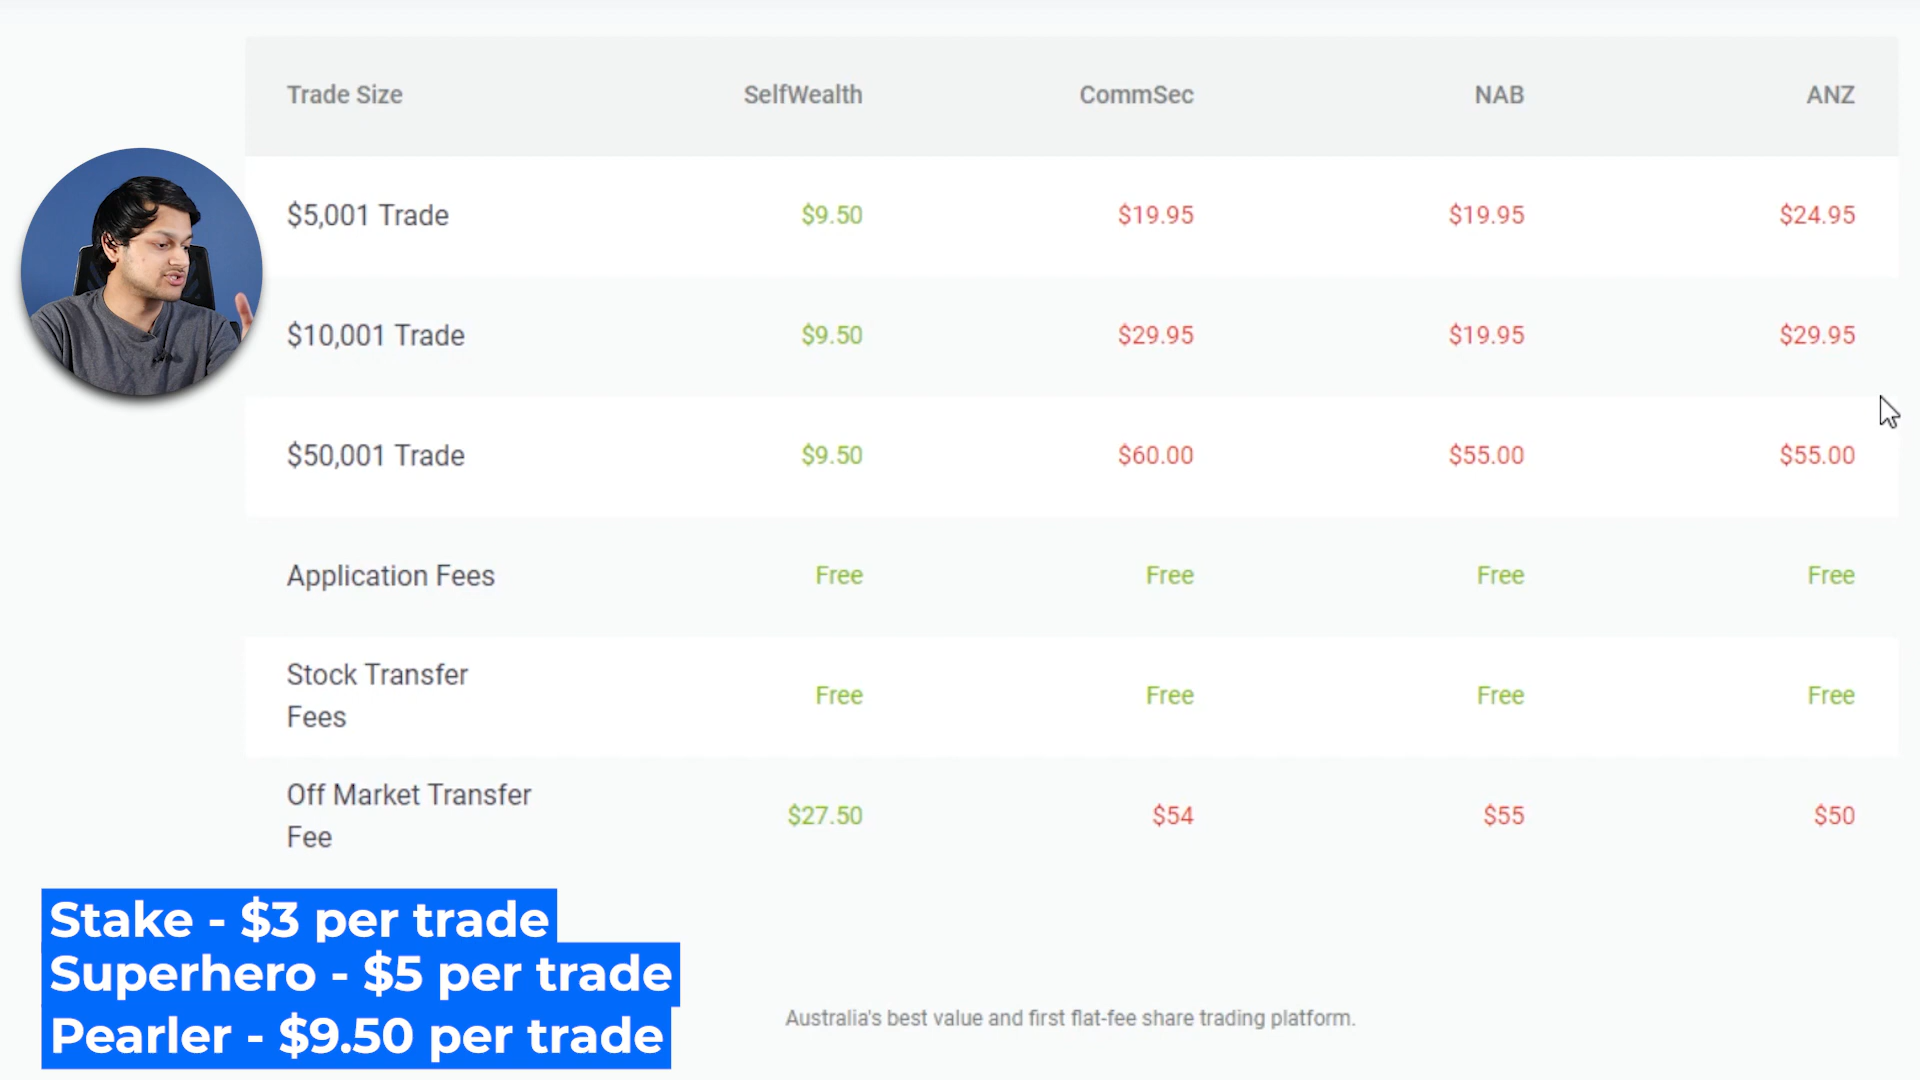 Trade Size SelfWealth CommSec NAB ANZ
$5,001 Trade $9.50 $19.95 $19.95 $24.95
$10,001 Trade $9.50 $29.95 $19.95 $29.95
$50,001 Trade $9.50 $60.00 $55.00 $55.00
Application Fees Free Free Free Free
Stock Transfer
Fees Free Free Free Free
Off Market Transfer
Fee $27.50 $54 $55 $50
Stake - $3 per trade
Superhero - $5 per trade
Pearler - $9.50 per trade
Australia's best value and first flat-fee share trading platform.